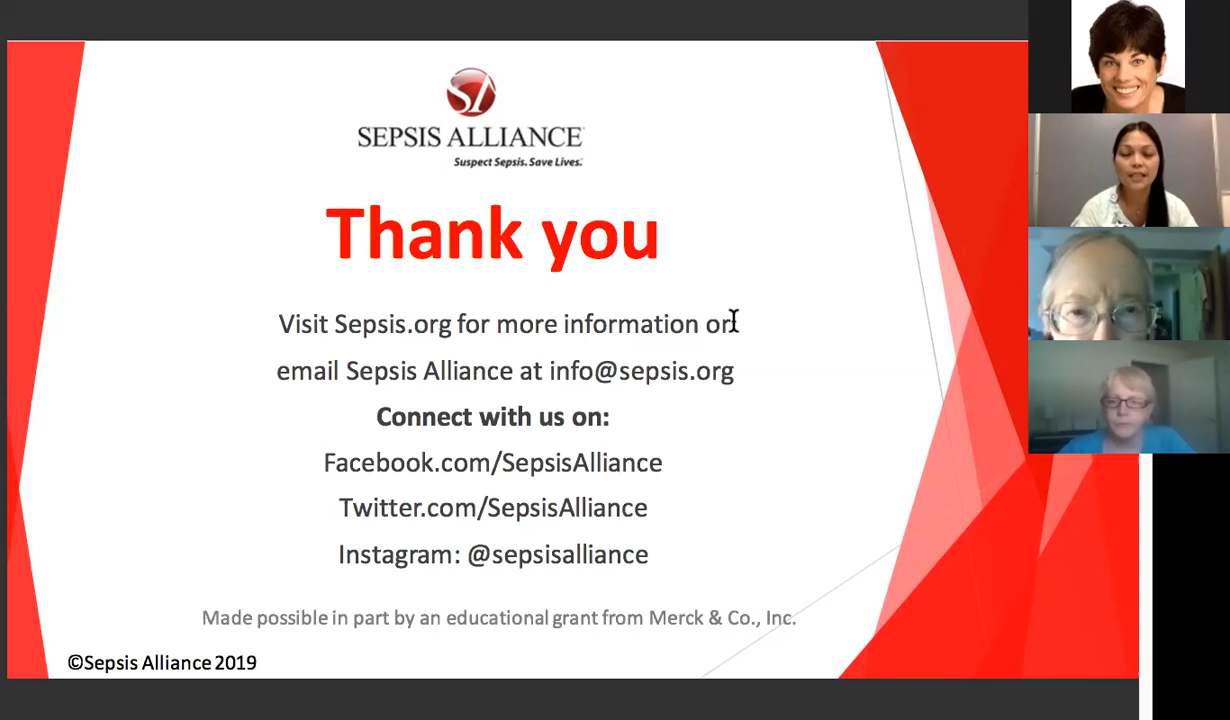 SA
SEPSIS ALLIANCE
Suspect Sepsis. Save Lives.
Thank you
Visit Sepsis.org for more information or
email Sepsis Alliance at info@sepsis.org
Connect with us on:
Facebook.com/SepsisAlliance
Twitter.com/SepsisAlliance
Instagram: @sepsisalliance
Made possible in part by an educational grant from Merck & Co., Inc.
©Sepsis Alliance 2019